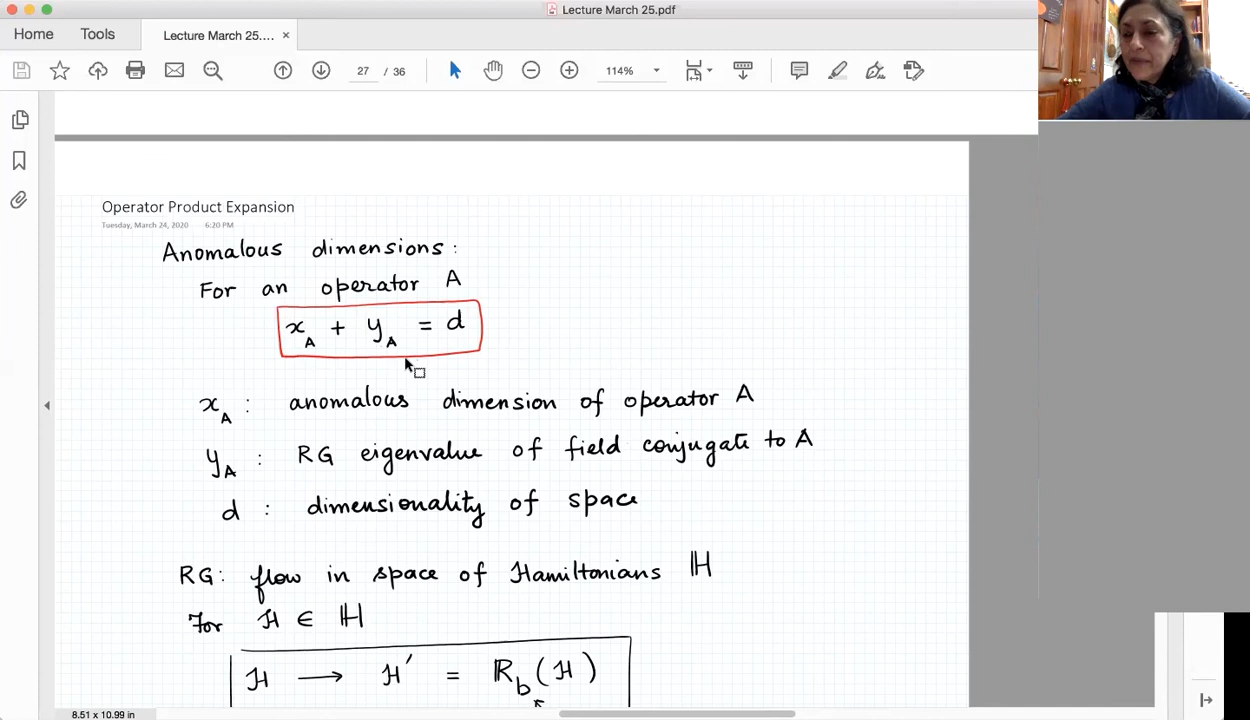 Lecture March 25.pdf
Home Tools Lecture March 25.... ×
27 / 36 114%
Operator Product Expansion
Tuesday, March 24, 2020 6:20 PM
Anomalous dimensions:
For an operator A
x_A + y_A = d
x_A : anomalous dimension of operator A
y_A : RG eigenvalue of field conjugate to A
d : dimensionality of space
RG: flow in space of Hamiltonians ℍ
For ℋ ∈ ℍ
ℋ → ℋ' = ℝ_b (ℋ)
8.51 x 10.99 in